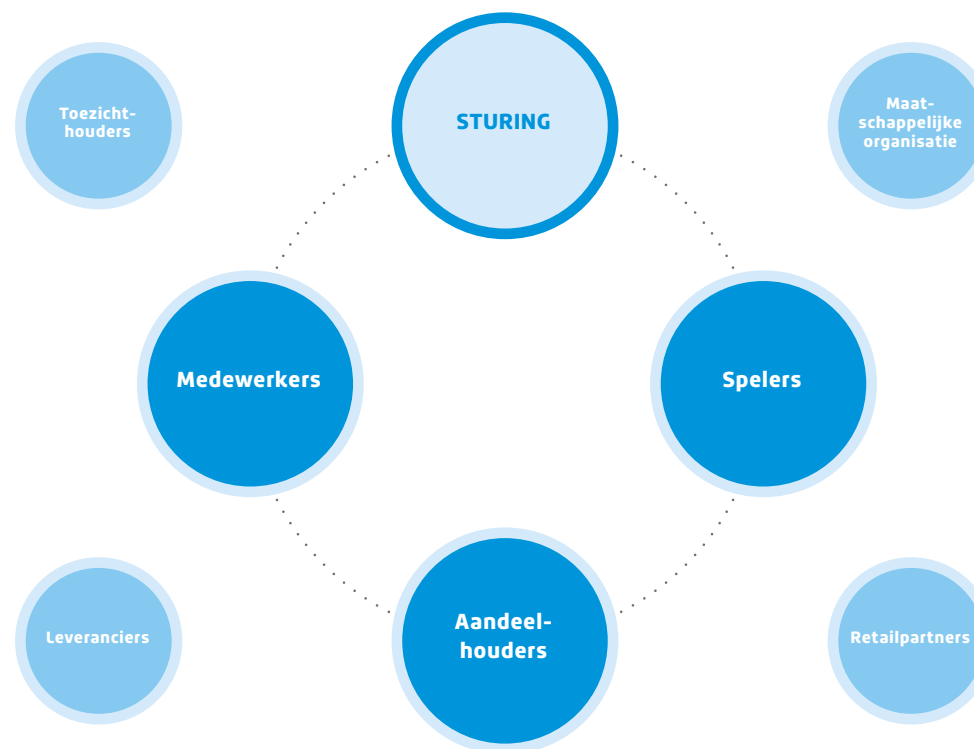 Toezicht-
houders
STURING
Maat-
schappelijke
organisatie
Medewerkers
Spelers
Leveranciers
Aandeel-
houders
Retailpartners